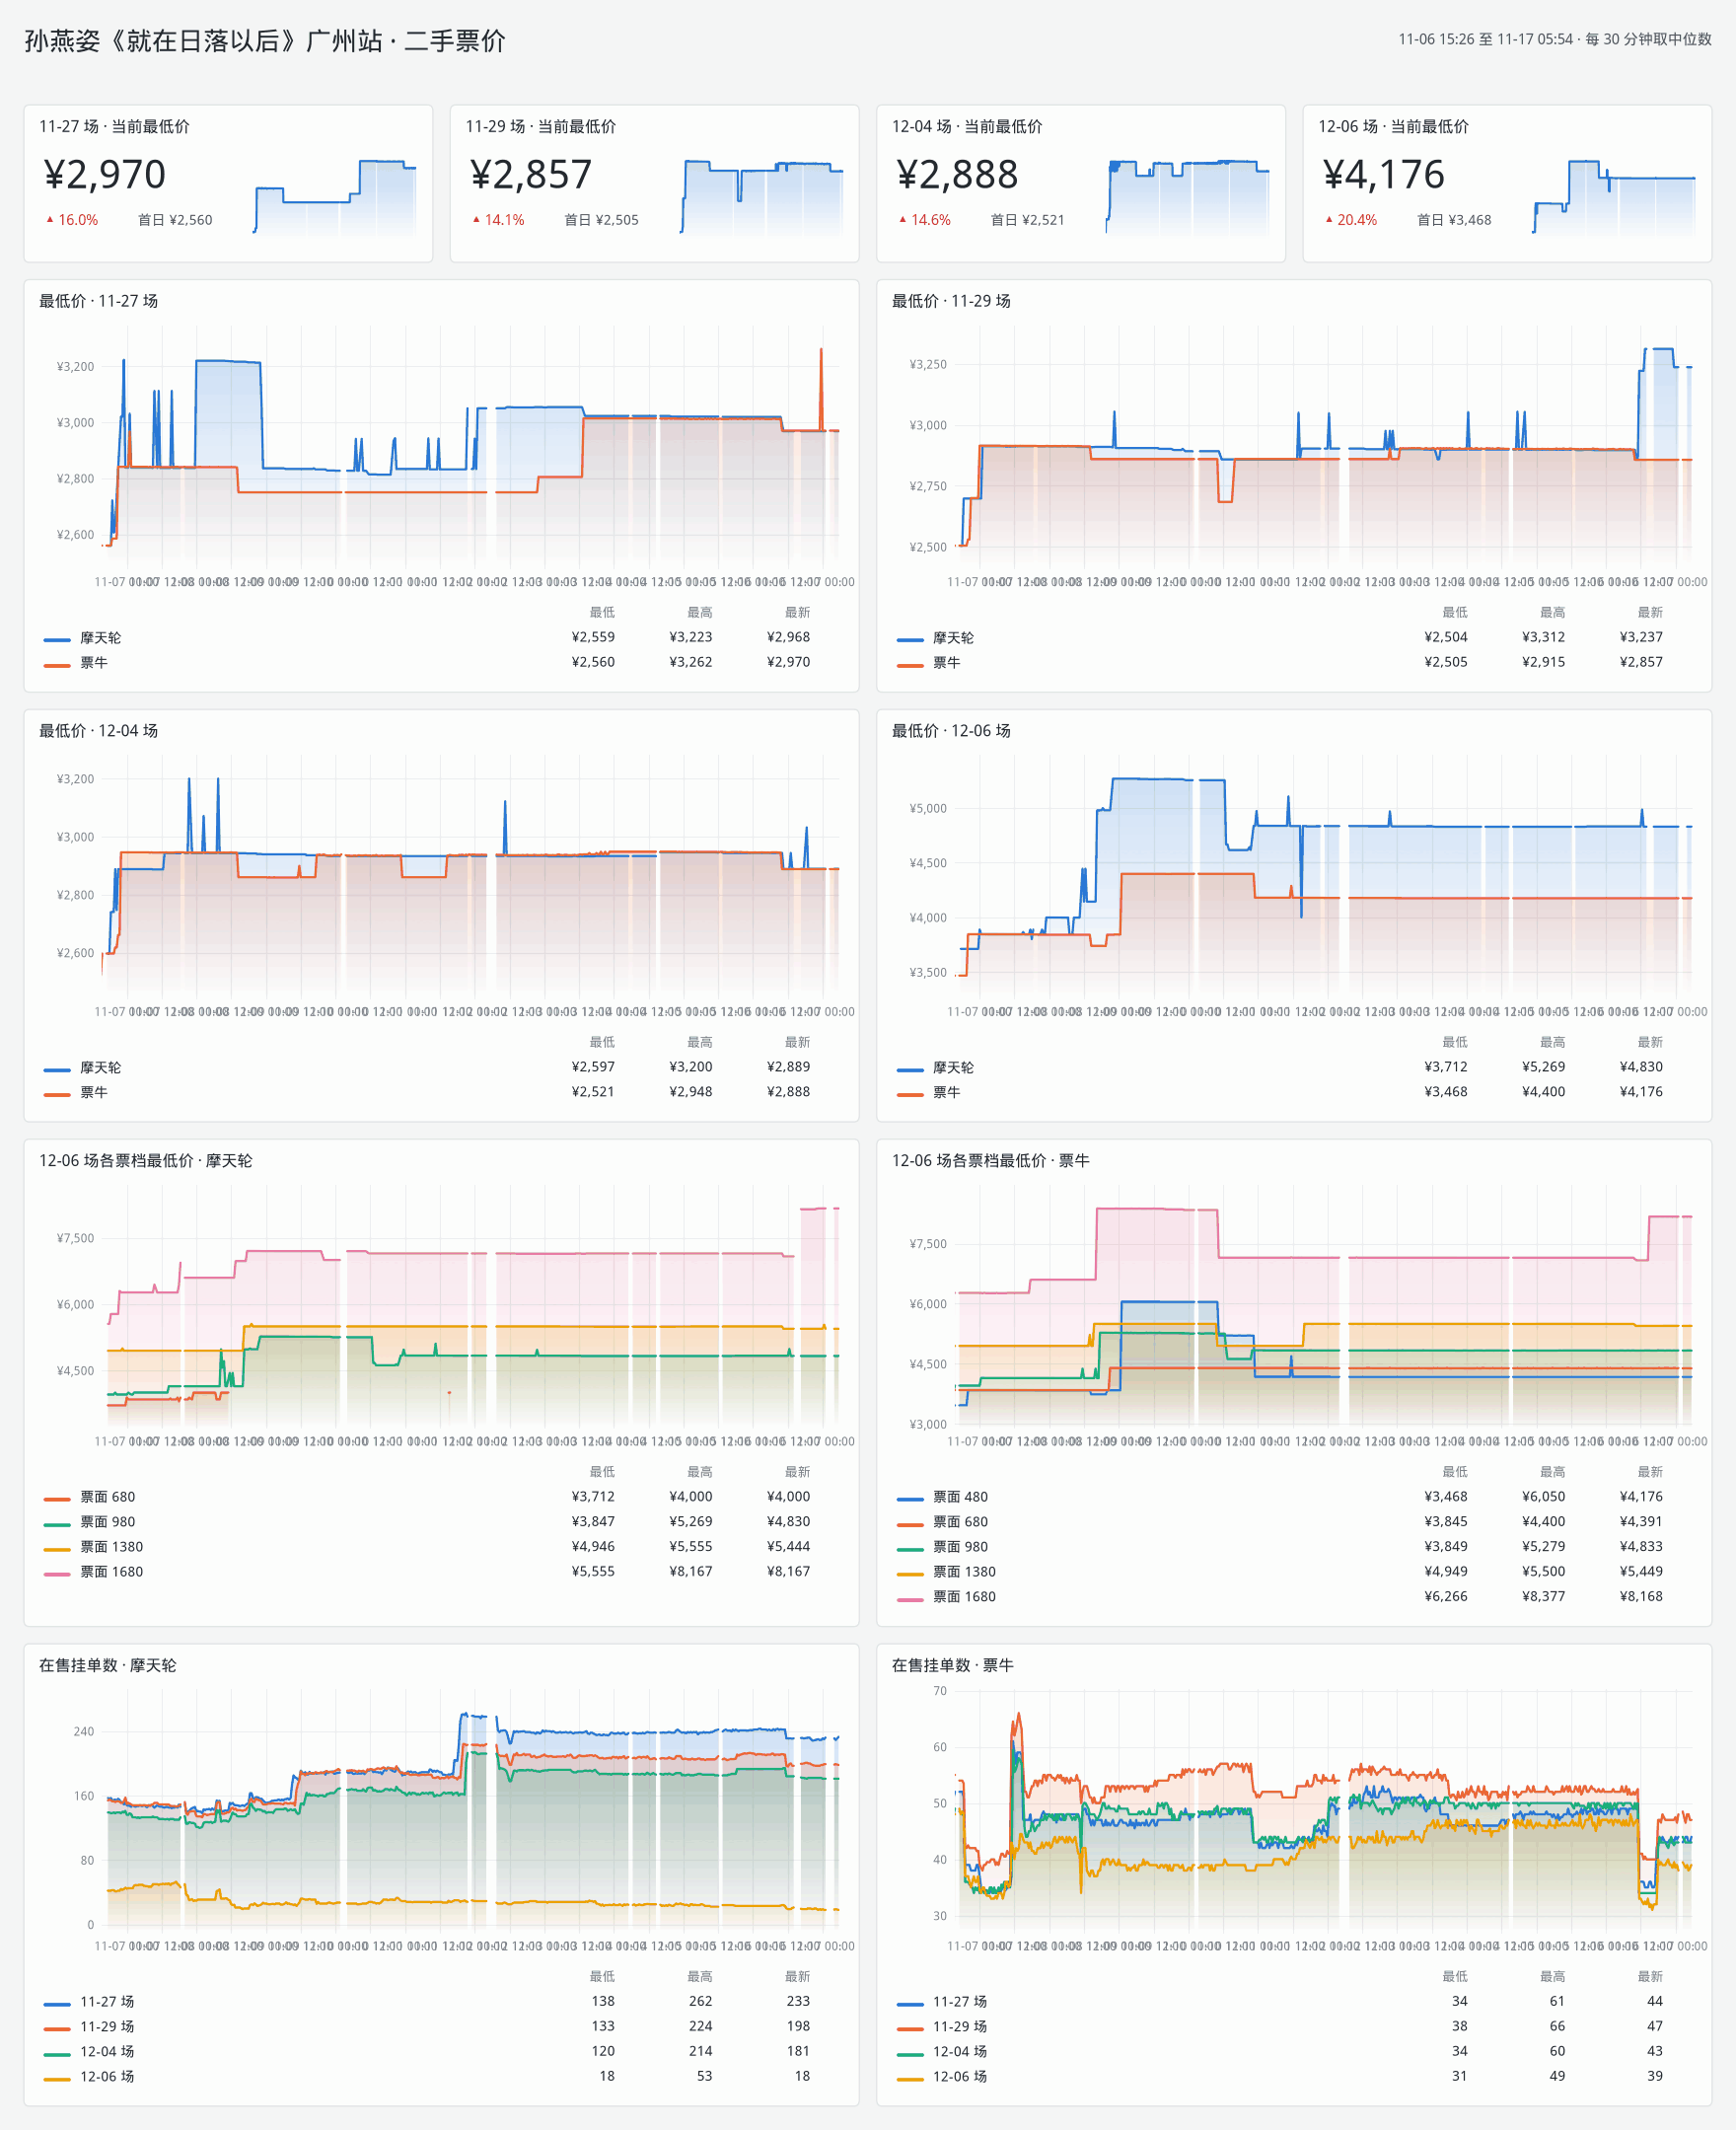 孙燕姿《就在日落以后》广州站 · 二手票价
11-06 15:26 至 11-17 05:54 · 每 30 分钟取中位数
11-27 场 · 当前最低价
¥2,970
▲ 16.0% 首日 ¥2,560
11-29 场 · 当前最低价
¥2,857
▲ 14.1% 首日 ¥2,505
12-04 场 · 当前最低价
¥2,888
▲ 14.6% 首日 ¥2,521
12-06 场 · 当前最低价
¥4,176
▲ 20.4% 首日 ¥3,468
最低价 · 11-27 场
¥3,200
¥3,000
¥2,800
¥2,600
最低 最高 最新
摩天轮 ¥2,559 ¥3,223 ¥2,968
票牛 ¥2,560 ¥3,262 ¥2,970
最低价 · 11-29 场
¥3,250
¥3,000
¥2,750
¥2,500
最低 最高 最新
摩天轮 ¥2,504 ¥3,312 ¥3,237
票牛 ¥2,505 ¥2,915 ¥2,857
最低价 · 12-04 场
¥3,200
¥3,000
¥2,800
¥2,600
最低 最高 最新
摩天轮 ¥2,597 ¥3,200 ¥2,889
票牛 ¥2,521 ¥2,948 ¥2,888
最低价 · 12-06 场
¥5,000
¥4,500
¥4,000
¥3,500
最低 最高 最新
摩天轮 ¥3,712 ¥5,269 ¥4,830
票牛 ¥3,468 ¥4,400 ¥4,176
12-06 场各票档最低价 · 摩天轮
¥7,500
¥6,000
¥4,500
最低 最高 最新
票面 680 ¥3,712 ¥4,000 ¥4,000
票面 980 ¥3,847 ¥5,269 ¥4,830
票面 1380 ¥4,946 ¥5,555 ¥5,444
票面 1680 ¥5,555 ¥8,167 ¥8,167
12-06 场各票档最低价 · 票牛
¥7,500
¥6,000
¥4,500
¥3,000
最低 最高 最新
票面 480 ¥3,468 ¥6,050 ¥4,176
票面 680 ¥3,845 ¥4,400 ¥4,391
票面 980 ¥3,849 ¥5,279 ¥4,833
票面 1380 ¥4,949 ¥5,500 ¥5,449
票面 1680 ¥6,266 ¥8,377 ¥8,168
在售挂单数 · 摩天轮
240
160
80
0
最低 最高 最新
11-27 场 138 262 233
11-29 场 133 224 198
12-04 场 120 214 181
12-06 场 18 53 18
在售挂单数 · 票牛
70
60
50
40
30
最低 最高 最新
11-27 场 34 61 44
11-29 场 38 66 47
12-04 场 34 60 43
12-06 场 31 49 39